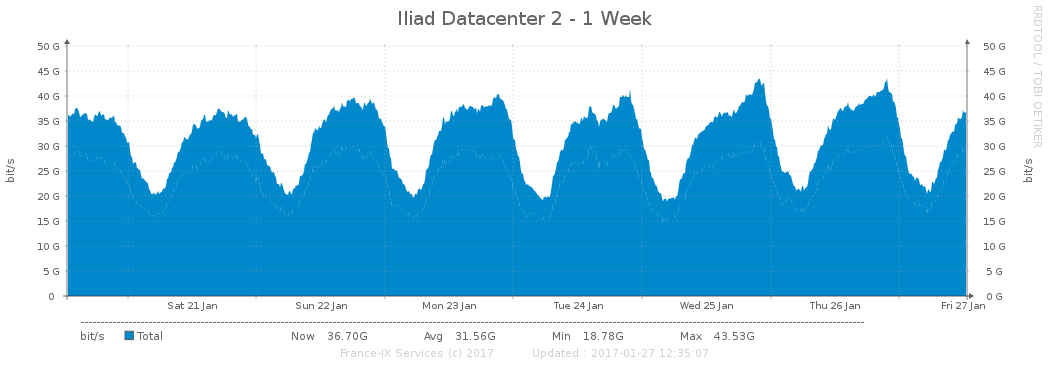 Iliad Datacenter 2 - 1 Week
RRDTOOL / TOBI OETIKER
bit/s
50 G 50 G
45 G 45 G
40 G 40 G
35 G 35 G
30 G 30 G
25 G 25 G
20 G 20 G
15 G 15 G
10 G 10 G
5 G 5 G
0 0 G
bit/s
Sat 21 Jan Sun 22 Jan Mon 23 Jan Tue 24 Jan Wed 25 Jan Thu 26 Jan Fri 27 Jan
bit/s Total Now 36.70G Avg 31.56G Min 18.78G Max 43.53G
France-IX Services (c) 2017 Updated : 2017-01-27 12:35:07